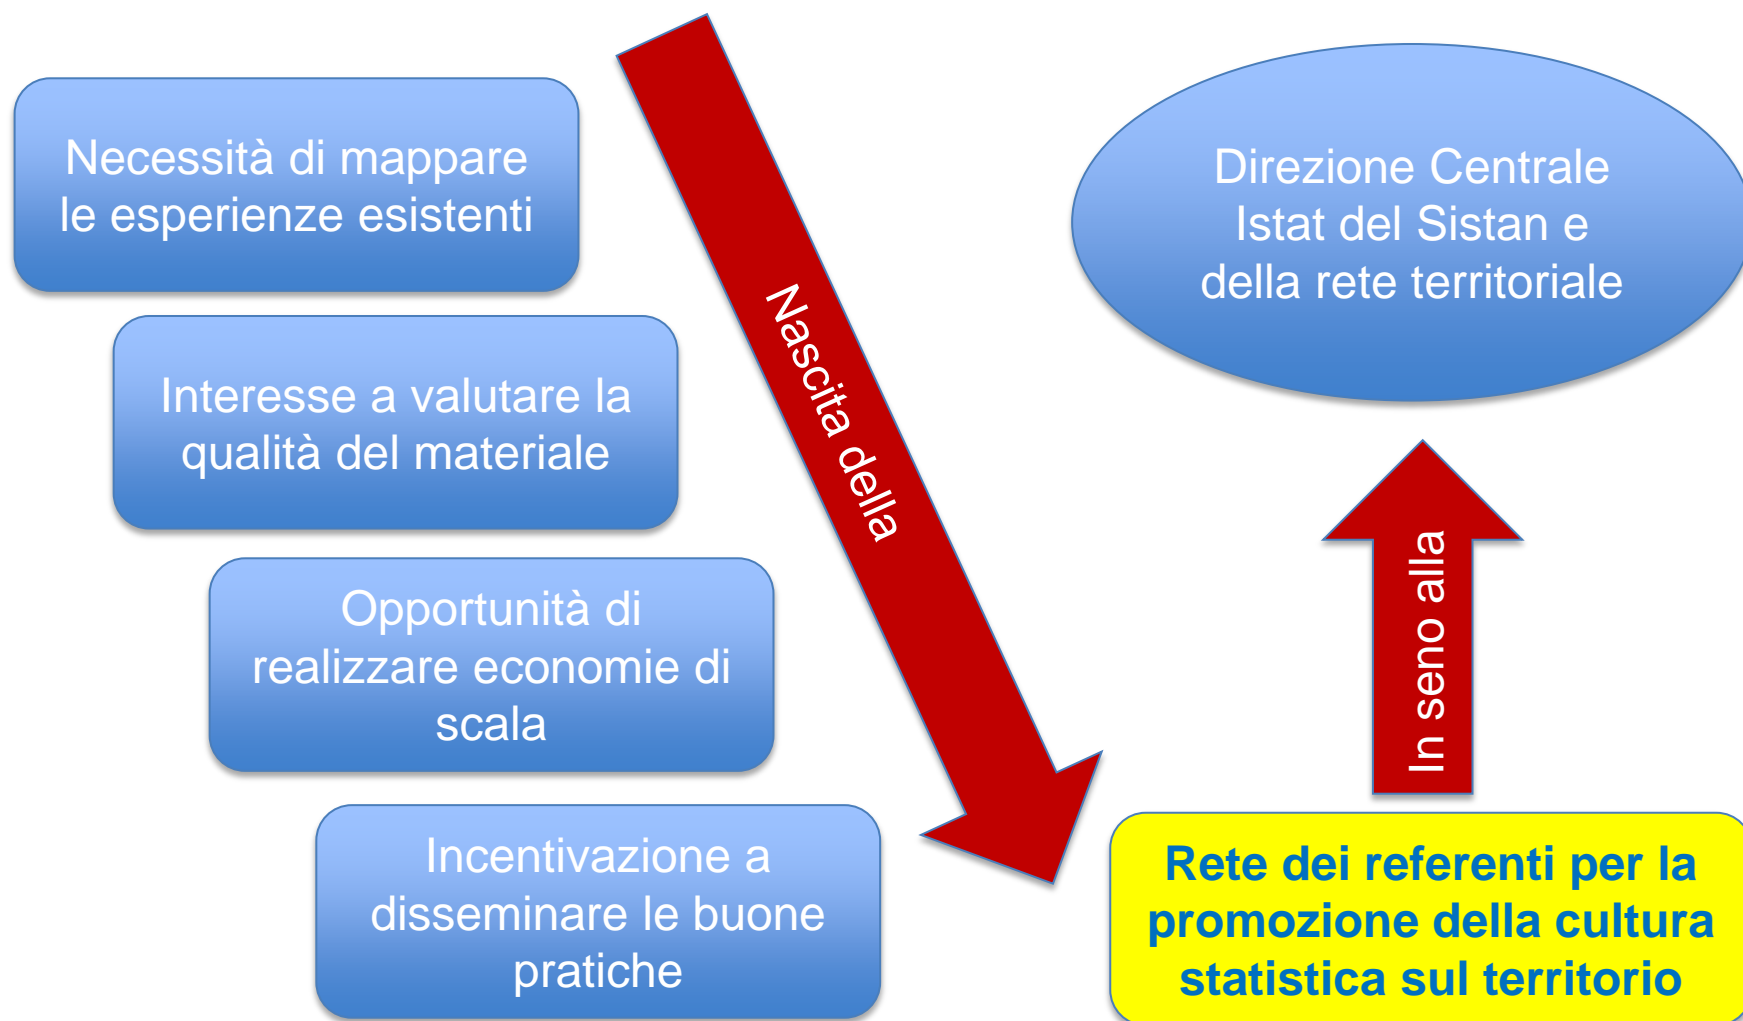 Necessità di mappare
le esperienze esistenti
Interesse a valutare la
qualità del materiale
Opportunità di
realizzare economie di
scala
Incentivazione a
disseminare le buone
pratiche
Nascita della
Rete dei referenti per la
promozione della cultura
statistica sul territorio
In seno alla
Direzione Centrale
Istat del Sistan e
della rete territoriale